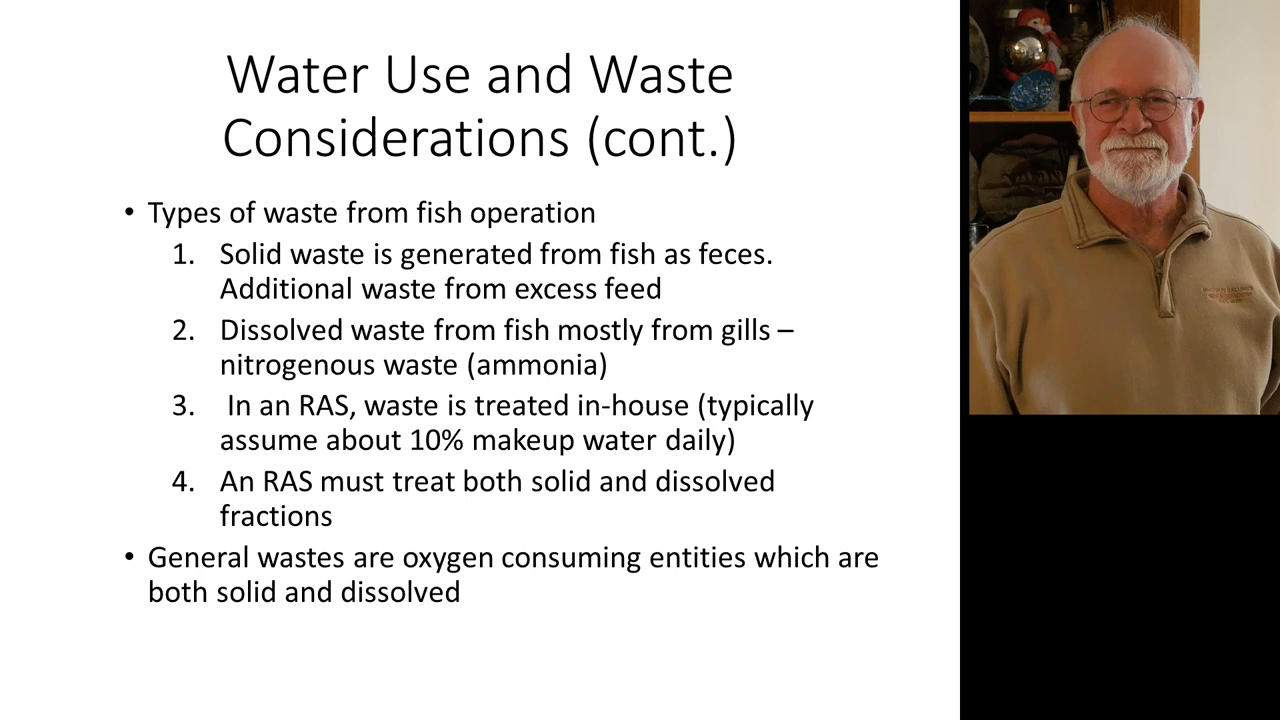 Water Use and Waste
Considerations (cont.)
• Types of waste from fish operation
1. Solid waste is generated from fish as feces.
Additional waste from excess feed
2. Dissolved waste from fish mostly from gills –
nitrogenous waste (ammonia)
3. In an RAS, waste is treated in-house (typically
assume about 10% makeup water daily)
4. An RAS must treat both solid and dissolved
fractions
• General wastes are oxygen consuming entities which are
both solid and dissolved